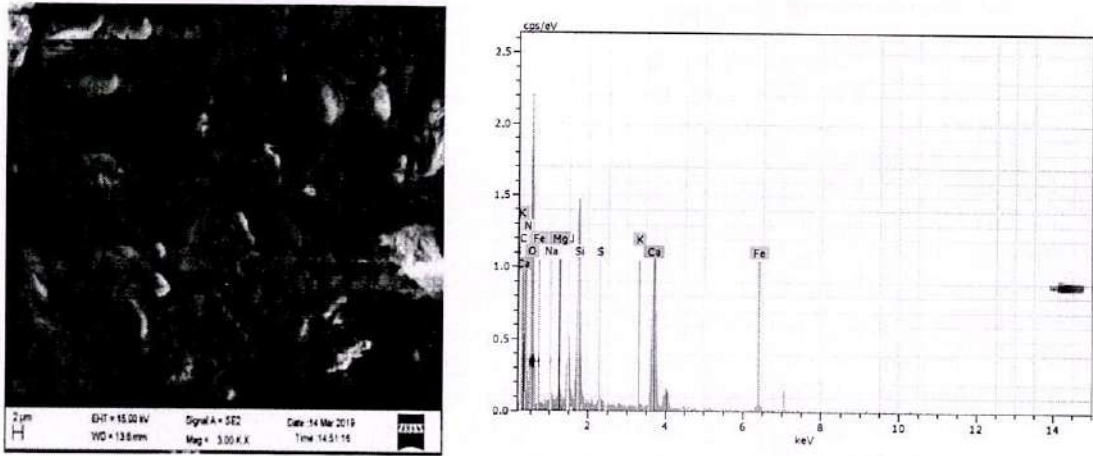 2 µm
EHT = 15.00 kV Signal A = SE2 Date :14 Mar 2019
WD = 13.6 mm Mag = 3.00 K X Time :14:51:16
ZEISS
cps/eV
2.5
2.0
1.5
K
N
C Fe Mg K
O Na Si S Ca Fe
Ca
1.0
0.5
0.0
2 4 6 8 10 12 14
keV